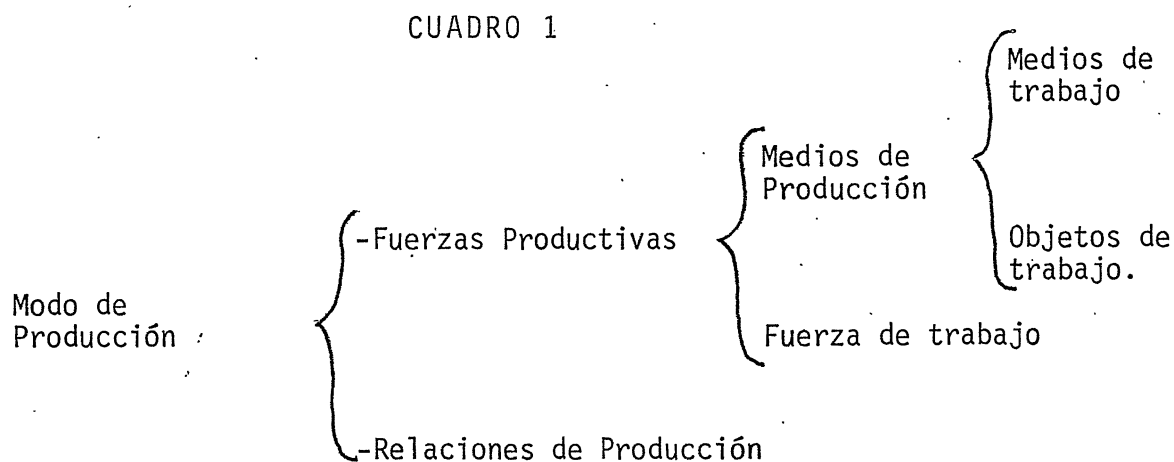 CUADRO 1
Medios de
trabajo
Medios de
Producción
-Fuerzas Productivas
Objetos de
trabajo.
Modo de
Producción :
Fuerza de trabajo
-Relaciones de Producción